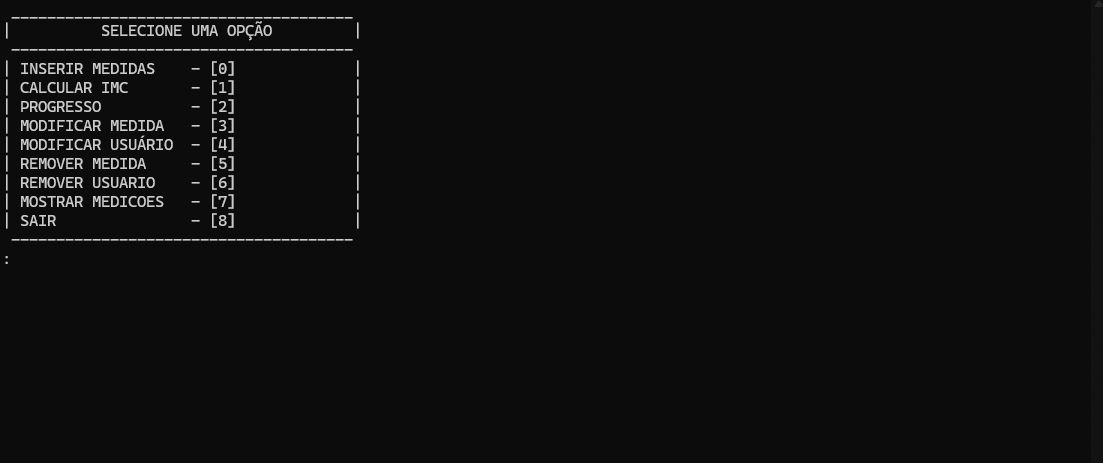 ______________________________________
|          SELECIONE UMA OPÇÃO         |
 --------------------------------------
| INSERIR MEDIDAS    - [0]             |
| CALCULAR IMC       - [1]             |
| PROGRESSO          - [2]             |
| MODIFICAR MEDIDA   - [3]             |
| MODIFICAR USUÁRIO  - [4]             |
| REMOVER MEDIDA     - [5]             |
| REMOVER USUARIO    - [6]             |
| MOSTRAR MEDICOES   - [7]             |
| SAIR               - [8]             |
 --------------------------------------
: